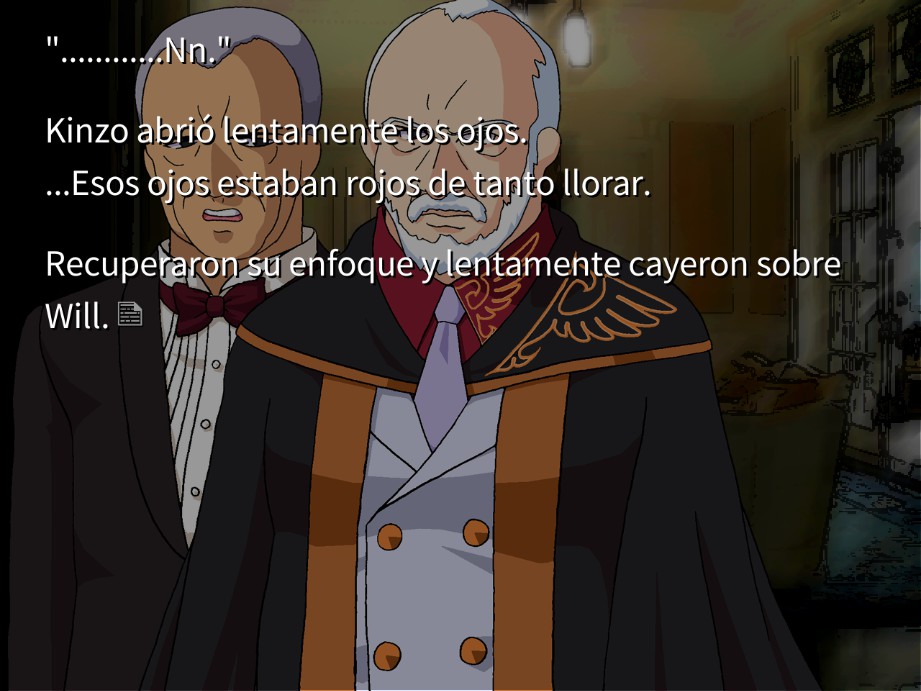 "............Nn."
Kinzo abrió lentamente los ojos.
...Esos ojos estaban rojos de tanto llorar.
Recuperaron su enfoque y lentamente cayeron sobre
Will.